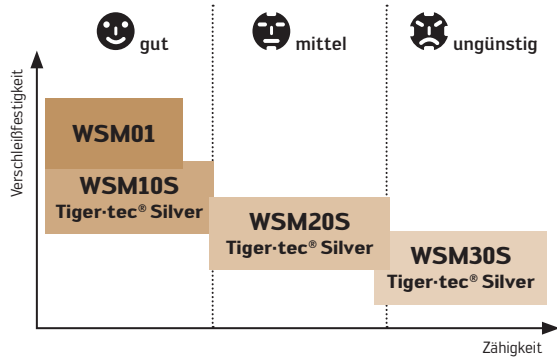 gut
mittel
ungünstig
Verschleißfestigkeit
WSM01
WSM10S
Tiger·tec® Silver
WSM20S
Tiger·tec® Silver
WSM30S
Tiger·tec® Silver
Zähigkeit